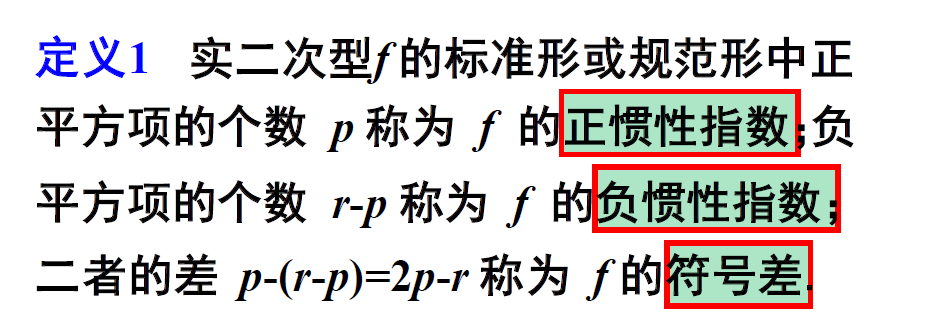 定义1 实二次型f 的标准形或规范形中正
平方项的个数 p 称为 f 的正惯性指数;负
平方项的个数 r-p 称为 f 的负惯性指数;
二者的差 p-(r-p)=2p-r 称为 f 的符号差.